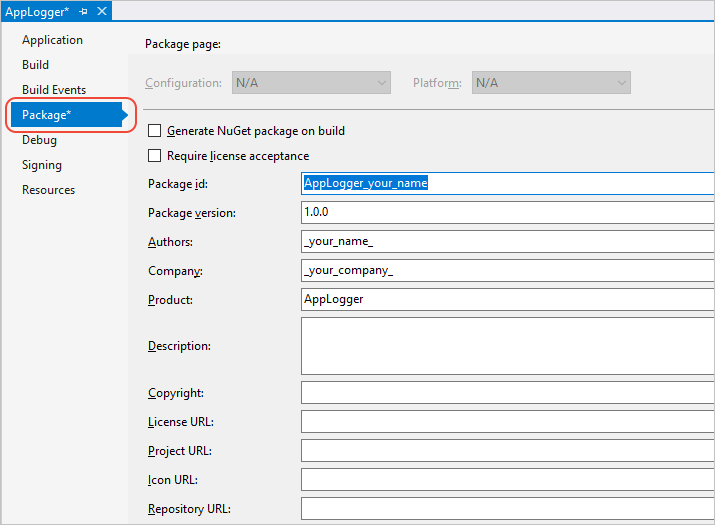 AppLogger*
Application
Build
Build Events
Package*
Debug
Signing
Resources
Package page:
Configuration: N/A Platform: N/A
Generate NuGet package on build
Require license acceptance
Package id: AppLogger_your_name
Package version: 1.0.0
Authors: _your_name_
Company: _your_company_
Product: AppLogger
Description:
Copyright:
License URL:
Project URL:
Icon URL:
Repository URL: